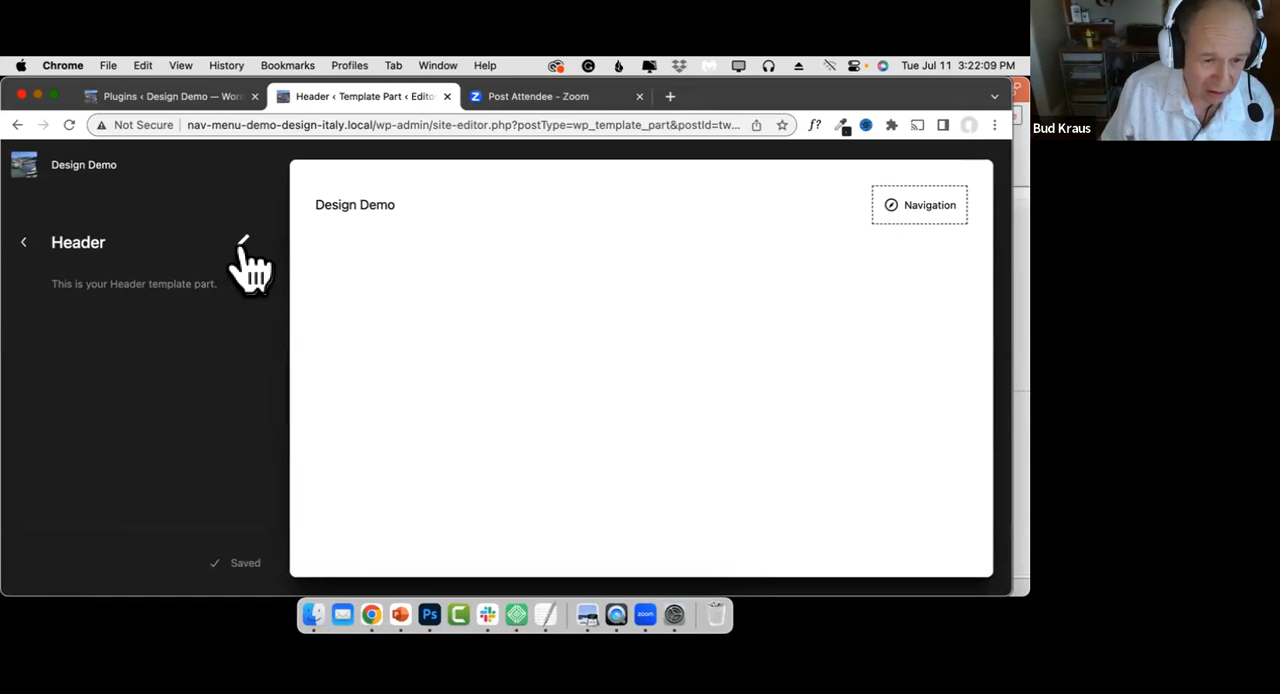 Chrome File Edit View History Bookmarks Profiles Tab Window Help Tue Jul 11 3:22:09 PM
Plugins ‹ Design Demo — Wor
Header ‹ Template Part ‹ Edito
Post Attendee - Zoom
Not Secure nav-menu-demo-design-italy.local/wp-admin/site-editor.php?postType=wp_template_part&postId=tw...
f?
Bud Kraus
Design Demo
Design Demo
Navigation
Header
This is your Header template part.
Saved
Ps
zoom